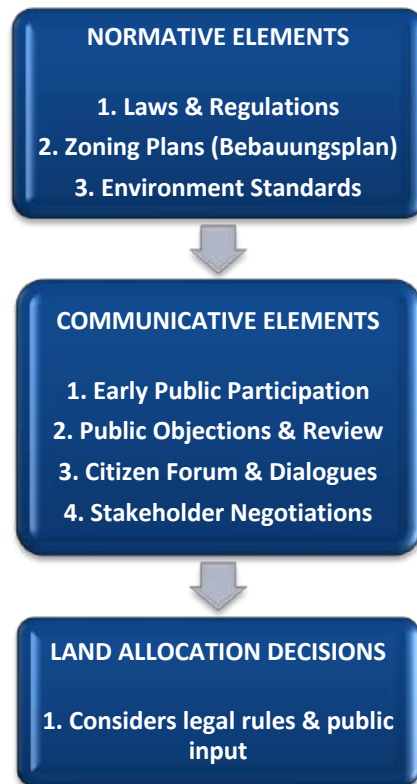 NORMATIVE ELEMENTS
1. Laws & Regulations
2. Zoning Plans (Bebauungsplan)
3. Environment Standards
COMMUNICATIVE ELEMENTS
1. Early Public Participation
2. Public Objections & Review
3. Citizen Forum & Dialogues
4. Stakeholder Negotiations
LAND ALLOCATION DECISIONS
1. Considers legal rules & public
input